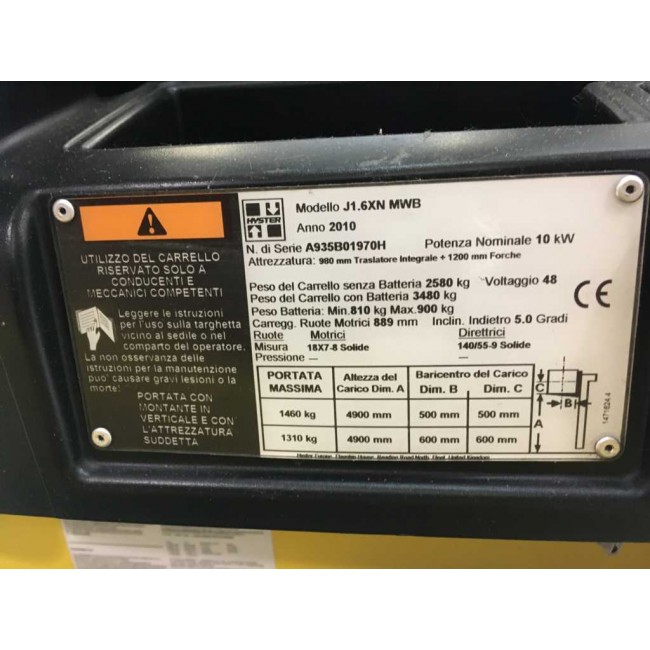 UTILIZZO DEL CARRELLO
RISERVATO SOLO A
CONDUCENTI E
MECCANICI COMPETENTI
Leggere le istruzioni
per l'uso sulla targhetta
vicino al sedile o nel
comparto del operatore.
La non osservanza delle
istruzioni per la manutenzione
puo' causare gravi lesioni o la
morte!
PORTATA CON
MONTANTE IN
VERTICALE E CON
L'ATTREZZATURA
SUDDETTA
HYSTER
Modello J1.6XN MWB
Anno 2010
N. di Serie A935B01970H Potenza Nominale 10 kW
Attrezzatura: 980 mm Traslatore Integrale + 1200 mm Forche
Peso del Carrello senza Batteria 2580 kg Voltaggio 48
Peso del Carrello con Batteria 3480 kg
Peso Batteria: Min.810 kg Max.900 kg
Carregg. Ruote Motrici 889 mm Inclin. Indietro 5.0 Gradi
Ruote Motrici Direttrici
Misura 18X7-8 Solide 140/55-9 Solide
Pressione — —
CE
PORTATA MASSIMA Altezza del Carico Dim. A Baricentro del Carico
Dim. B Dim. C
1460 kg 4900 mm 500 mm 500 mm
1310 kg 4900 mm 600 mm 600 mm
C
B
A
1471624.4